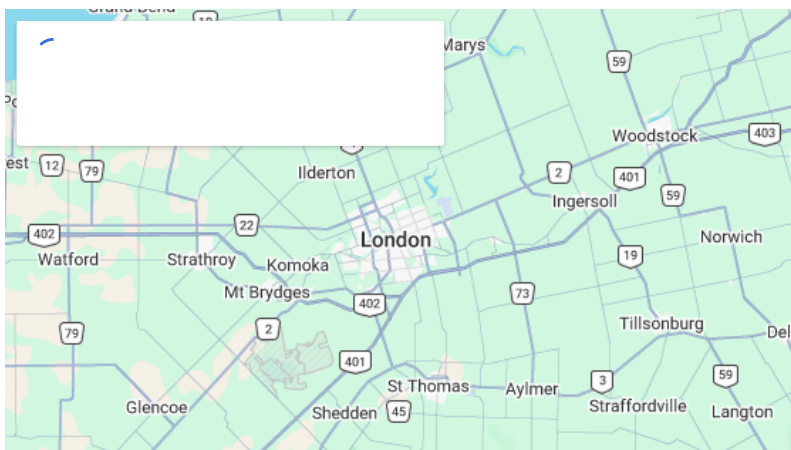 Grand Bend
Marys
59
Woodstock
403
est
12
79
Ilderton
2
401
59
Ingersoll
402
22
London
Norwich
Watford
Strathroy
Komoka
19
Mt Brydges
402
73
79
2
Tillsonburg
Del
401
St Thomas
Aylmer
3
59
Glencoe
Shedden
45
Straffordville
Langton